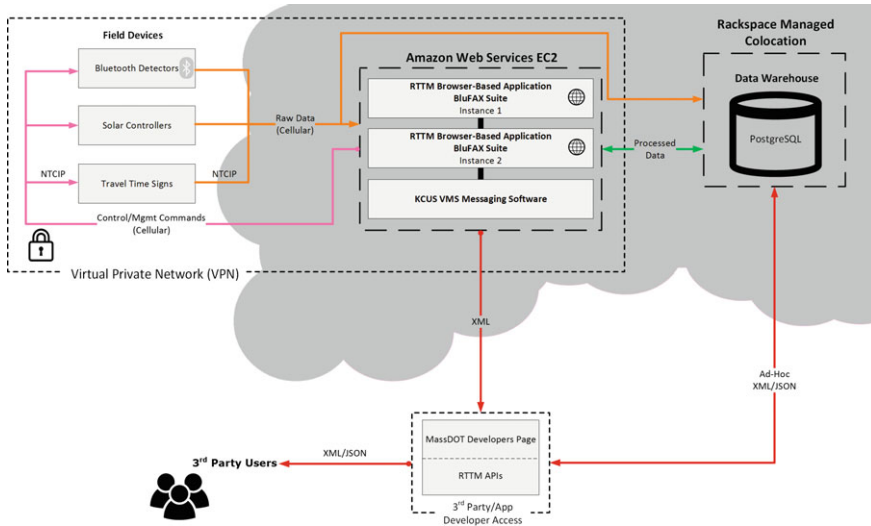 Rackspace Managed
Colocation
Field Devices
Amazon Web Services EC2
Bluetooth Detectors
RTTM Browser-Based Application
BluFAX Suite
Instance 1
Data Warehouse
PostgreSQL
Solar Controllers
Raw Data
(Cellular)
RTTM Browser-Based Application
BluFAX Suite
Instance 2
Processed
Data
NTCIP
Travel Time Signs
NTCIP
KCUS VMS Messaging Software
Control/Mgmt Commands
(Cellular)
Virtual Private Network (VPN)
XML
Ad-Hoc
XML/JSON
MassDOT Developers Page
RTTM APIs
XML/JSON
3rd Party Users
3rd Party/App
Developer Access